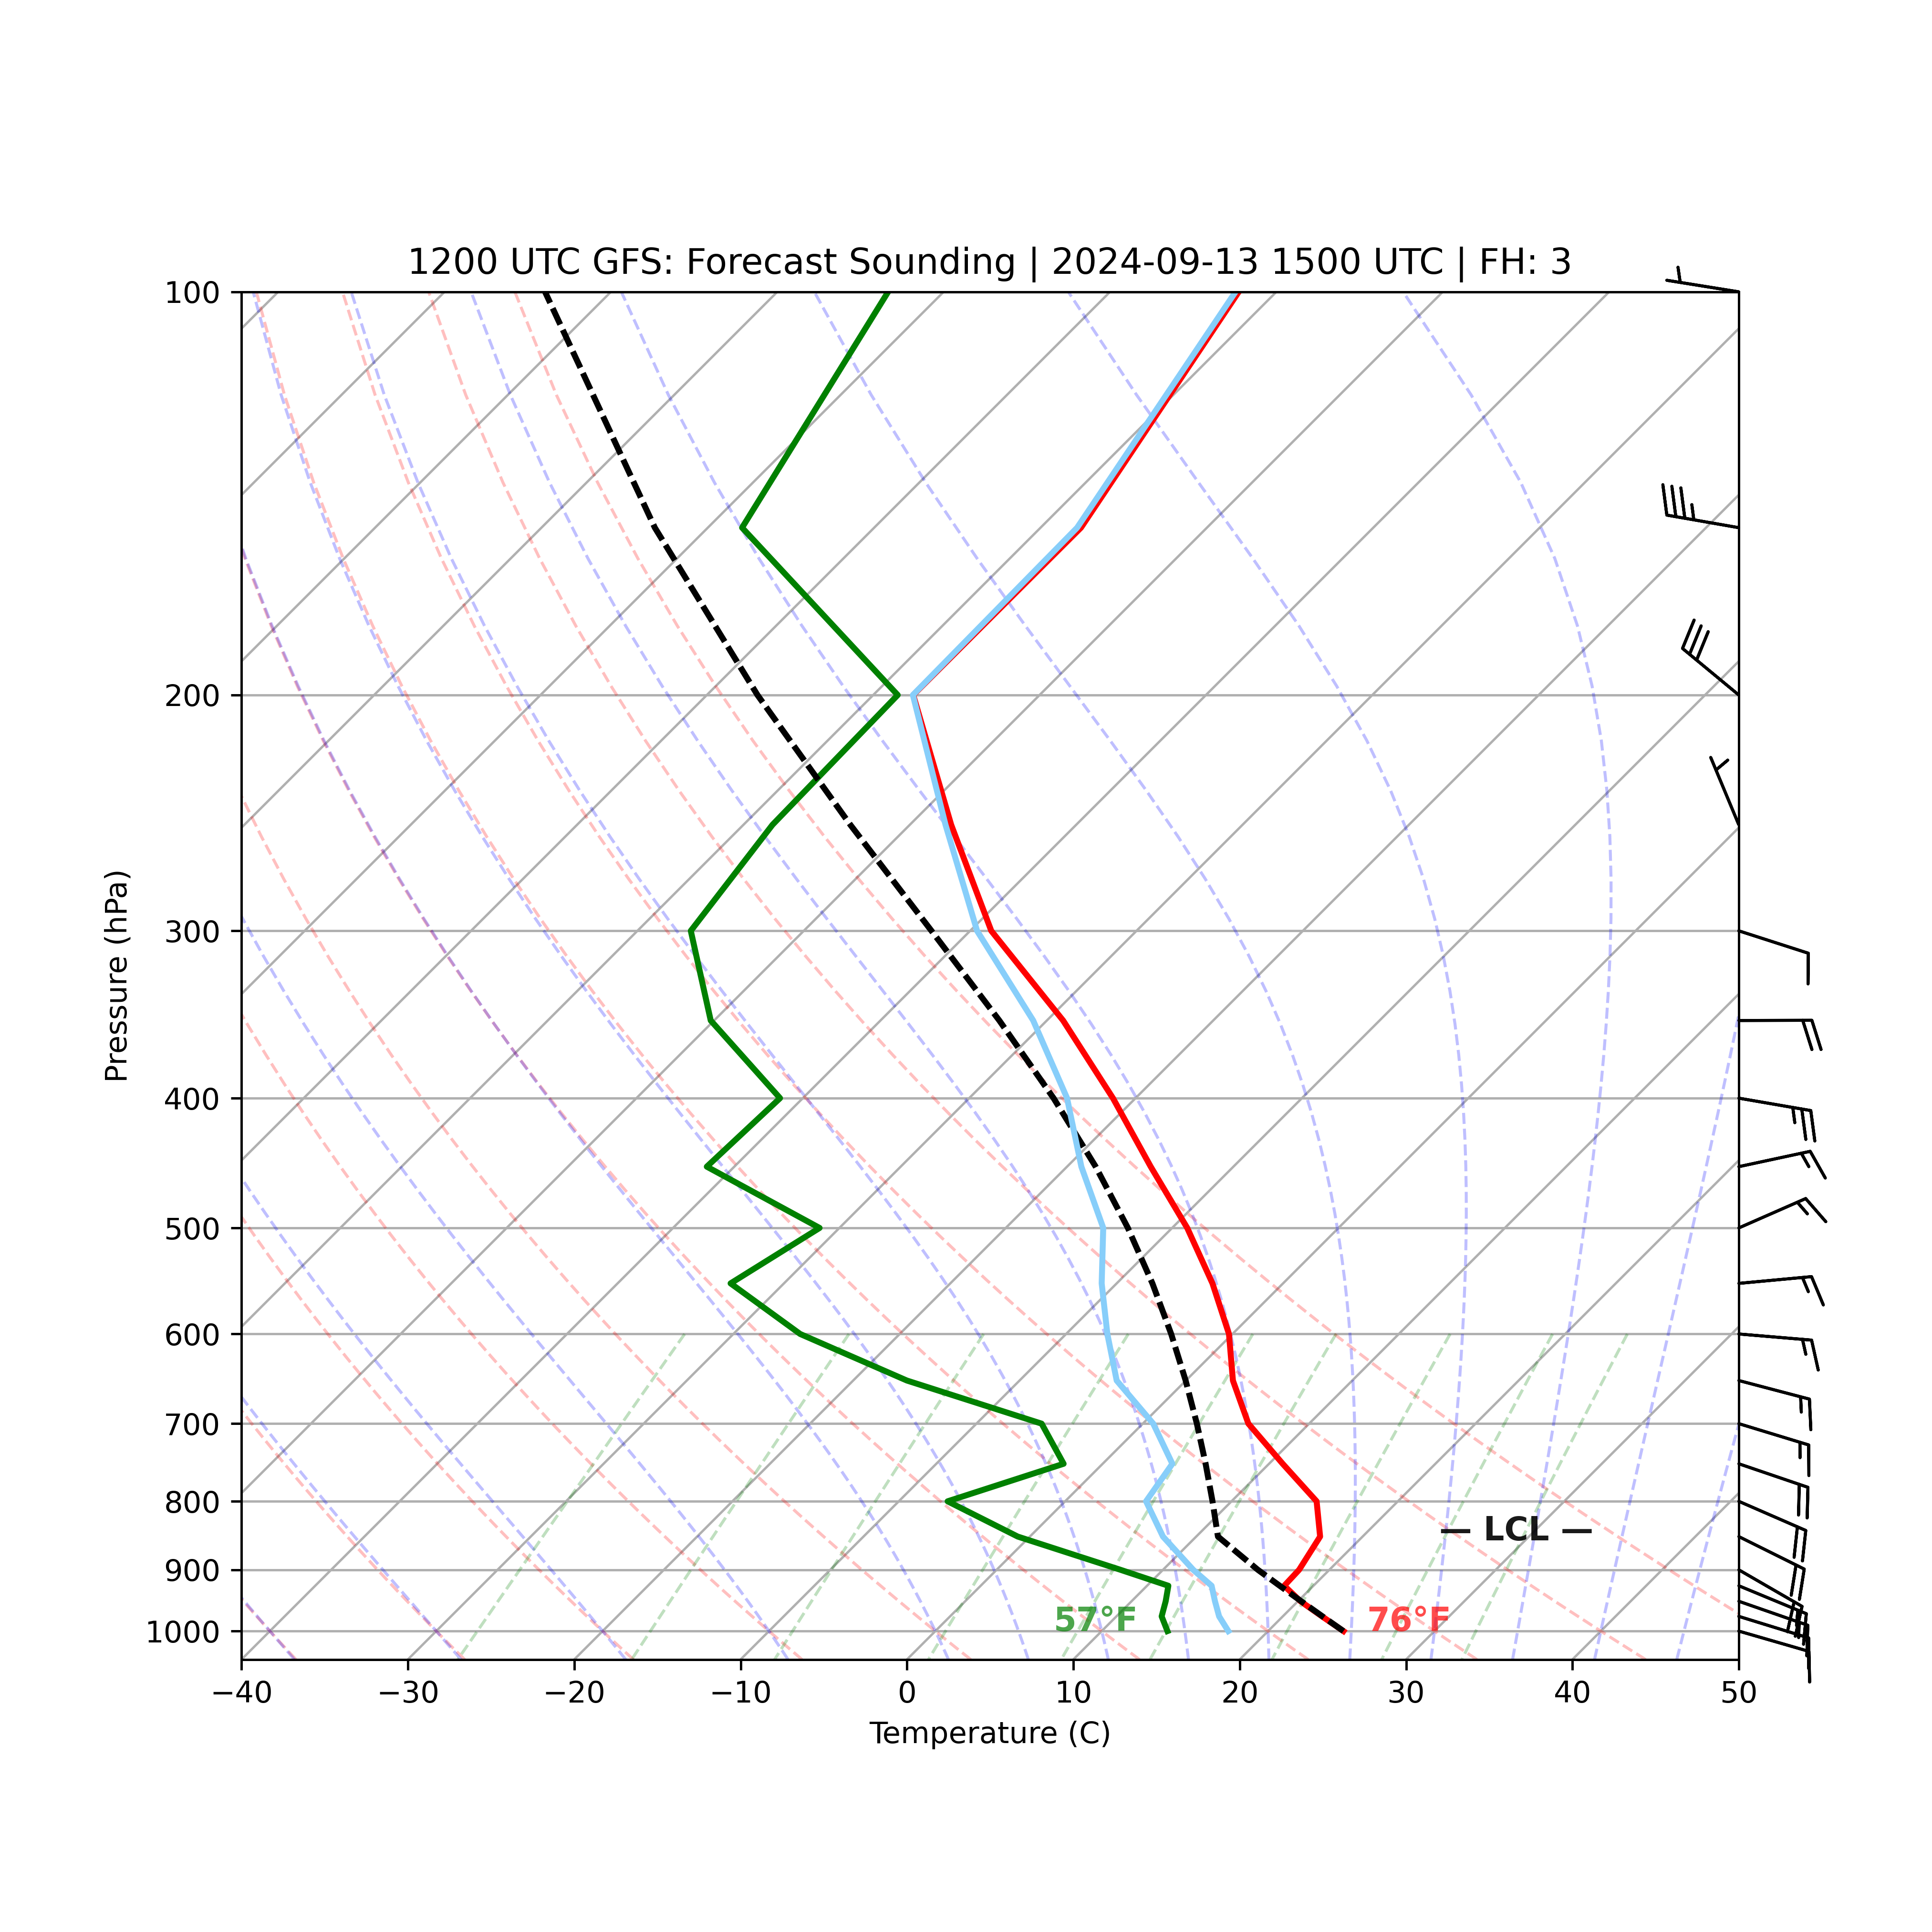 1200 UTC GFS: Forecast Sounding | 2024-09-13 1500 UTC | FH: 3
100
200
300
400
500
600
700
800
900
1000
Pressure (hPa)
— LCL —
57°F
76°F
−40 −30 −20 −10 0 10 20 30 40 50
Temperature (C)